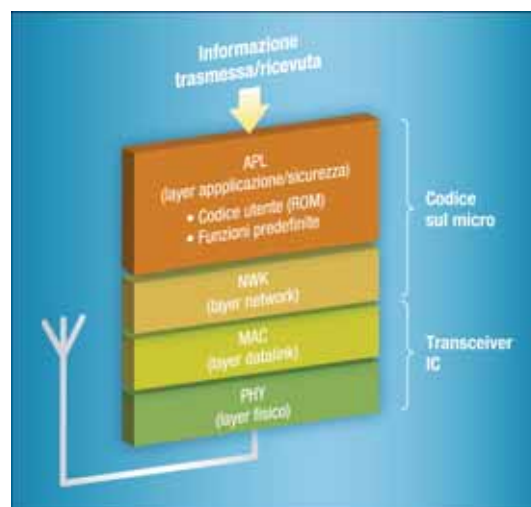 Informazione
trasmessa/ricevuta
APL
(layer appplicazione/sicurezza)
• Codice utente (ROM)
• Funzioni predefinite
Codice
sul micro
NWK
(layer network)
MAC
(layer datalink)
Transceiver
IC
PHY
(layer fisico)